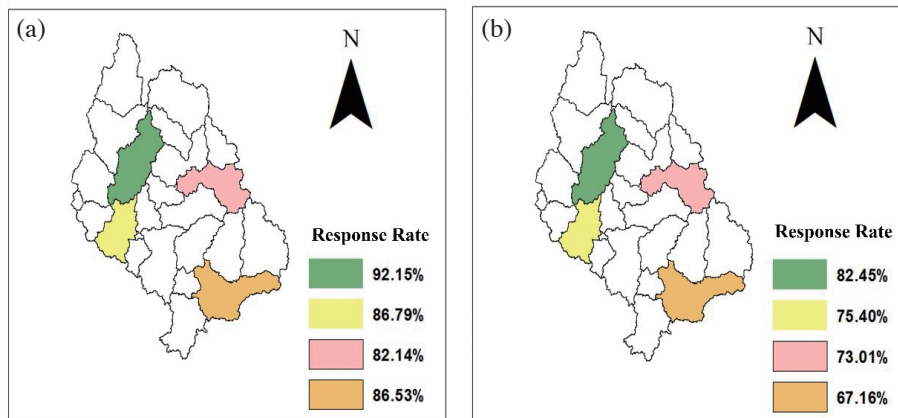 (a)
N
Response Rate
92.15%
86.79%
82.14%
86.53%
(b)
N
Response Rate
82.45%
75.40%
73.01%
67.16%